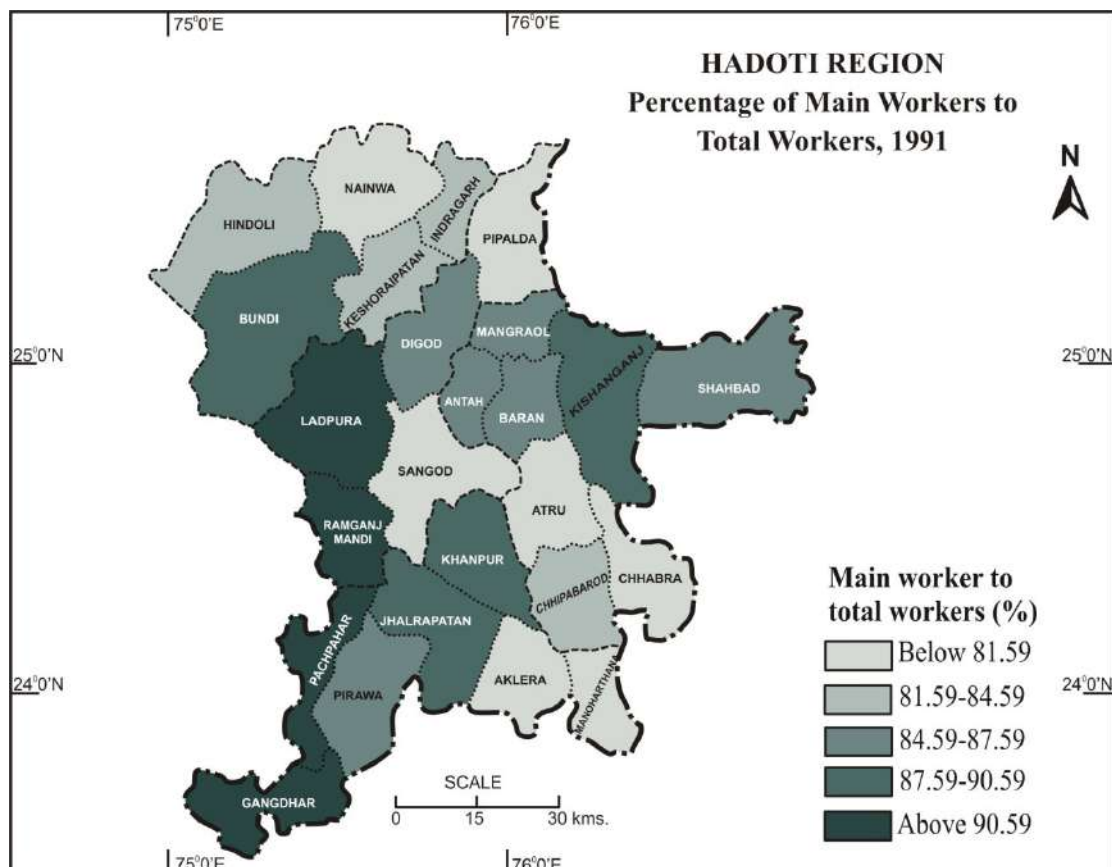 75°0'E 76°0'E
HADOTI REGION
Percentage of Main Workers to
Total Workers, 1991
N
NAINWA
INDRAGARH
HINDOLI
PIPALDA
KESHORAIPATAN
BUNDI
MANGRAOL
DIGOD
25°0'N 25°0'N
KISHANGANJ
SHAHBAD
ANTAH
BARAN
LADPURA
SANGOD
ATRU
RAMGANJ
MANDI
KHANPUR
CHHIPABAROD
CHHABRA
JHALRAPATAN
PACHPAHAR
AKLERA
MANOHARTHANA
PIRAWA
24°0'N 24°0'N
GANGDHAR
SCALE
0 15 30 kms.
Main worker to
total workers (%)
Below 81.59
81.59-84.59
84.59-87.59
87.59-90.59
Above 90.59
75°0'E 76°0'E